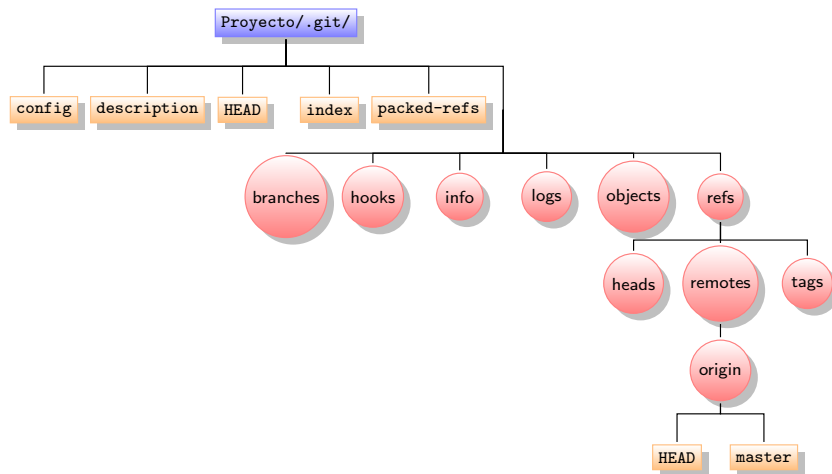 Proyecto/.git/
config description HEAD index packed-refs
branches hooks info logs objects refs
heads remotes tags
origin
HEAD master